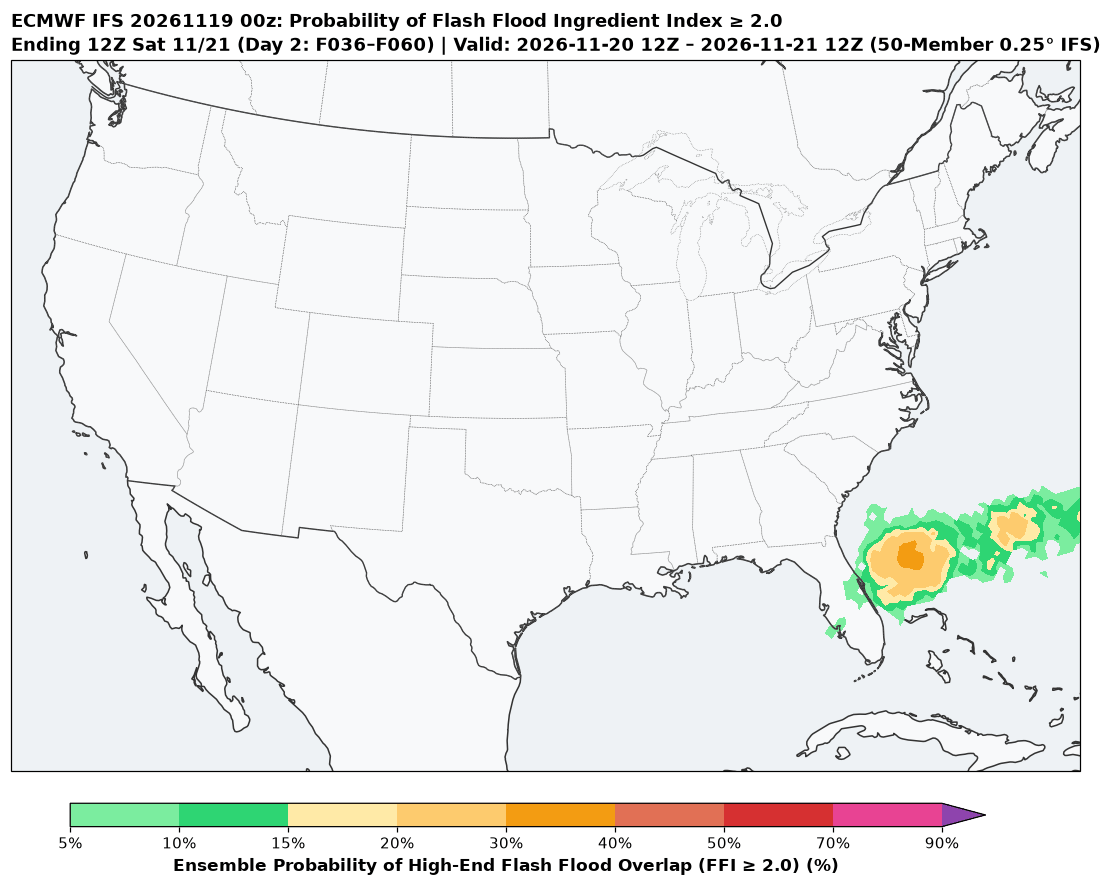 ECMWF IFS 20261119 00z: Probability of Flash Flood Ingredient Index ≥ 2.0
Ending 12Z Sat 11/21 (Day 2: F036–F060) | Valid: 2026-11-20 12Z – 2026-11-21 12Z (50-Member 0.25° IFS)
5% 10% 15% 20% 30% 40% 50% 70% 90%
Ensemble Probability of High-End Flash Flood Overlap (FFI ≥ 2.0) (%)